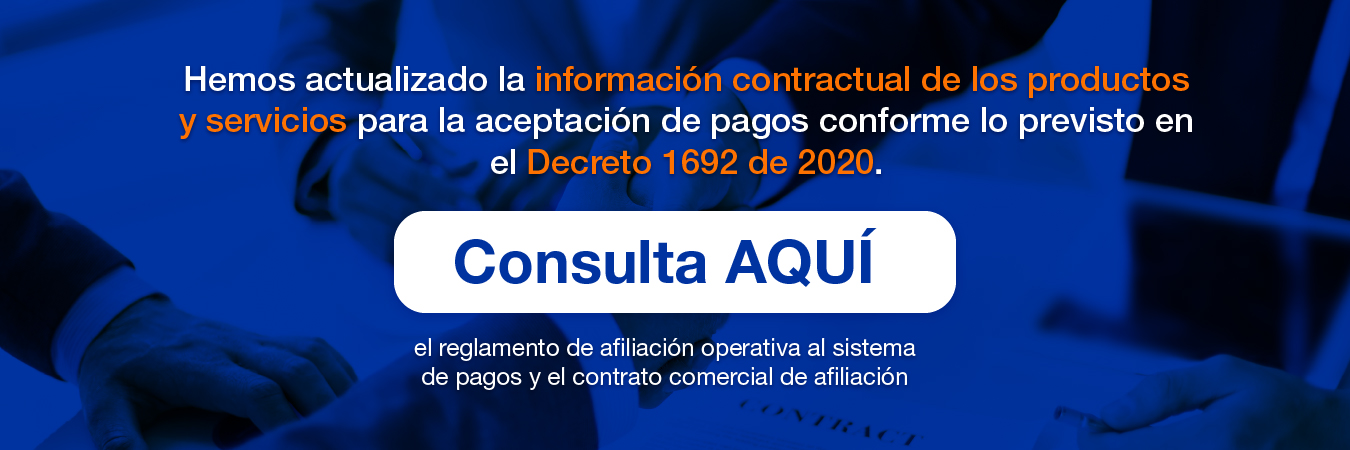 Hemos actualizado la información contractual de los productos
y servicios para la aceptación de pagos conforme lo previsto en
el Decreto 1692 de 2020.
Consulta AQUÍ
el reglamento de afiliación operativa al sistema
de pagos y el contrato comercial de afiliación
CONTRACT